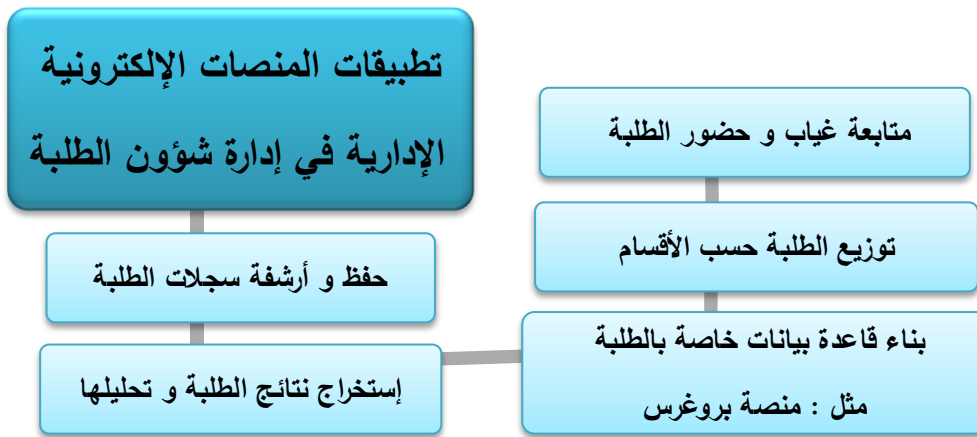 تطبيقات المنصات الإلكترونية
الإدارية في إدارة شؤون الطلبة
حفظ و أرشفة سجلات الطلبة
إستخراج نتائج الطلبة و تحليلها
بناء قاعدة بيانات خاصة بالطلبة
مثل : منصة بروغرس
توزيع الطلبة حسب الأقسام
متابعة غياب و حضور الطلبة